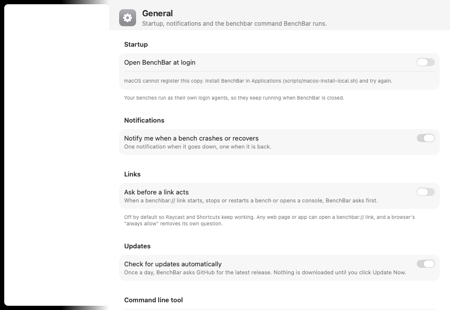 General
Startup, notifications and the benchbar command BenchBar runs.
Startup
Open BenchBar at login
macOS cannot register this copy. Install BenchBar in Applications (scripts/macos-install-local.sh) and try again.
Your benches run as their own login agents, so they keep running when BenchBar is closed.
Notifications
Notify me when a bench crashes or recovers
One notification when it goes down, one when it is back.
Links
Ask before a link acts
When a benchbar:// link starts, stops or restarts a bench or opens a console, BenchBar asks first.
Off by default so Raycast and Shortcuts keep working. Any web page or app can open a benchbar:// link, and a browser's
"always allow" removes its own question.
Updates
Check for updates automatically
Once a day, BenchBar asks GitHub for the latest release. Nothing is downloaded until you click Update Now.
Command line tool